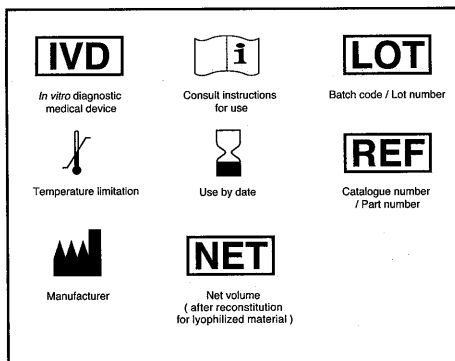 IVD
i
LOT
In vitro diagnostic
medical device
Consult instructions
for use
Batch code / Lot number
REF
Temperature limitation
Use by date
Catalogue number
/ Part number
NET
Manufacturer
Net volume
( after reconstitution
for lyophilized material )